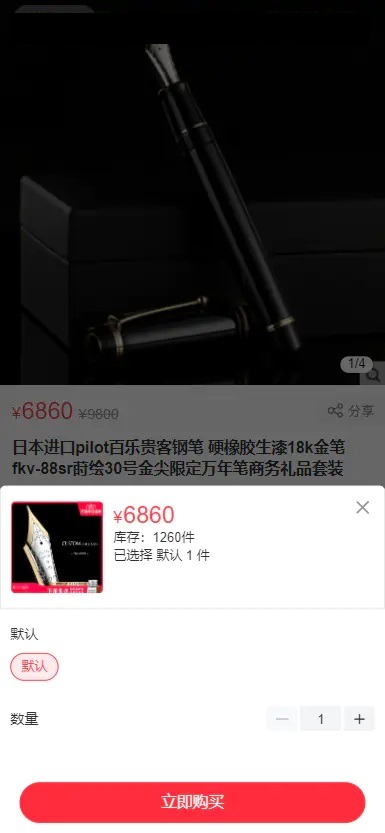 1/4
¥6860 ¥9800
分享
日本进口pilot百乐贵客钢笔 硬橡胶生漆18k金笔
fkv-88sr莳绘30号金尖限定万年笔商务礼品套装
¥6860
库存：1260件
已选择 默认 1 件
CUSTOM
默认
默认
数量
1
立即购买